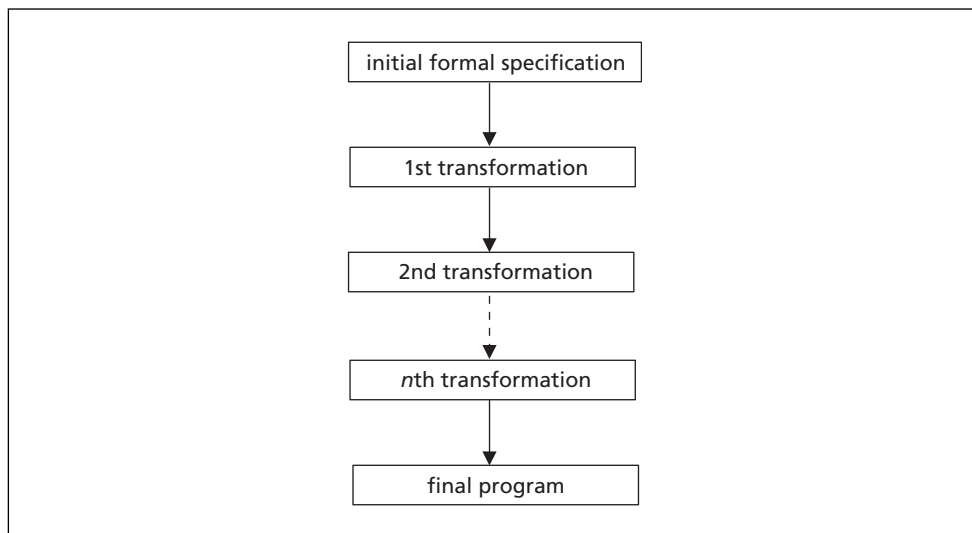 initial formal specification
1st transformation
2nd transformation
nth transformation
final program